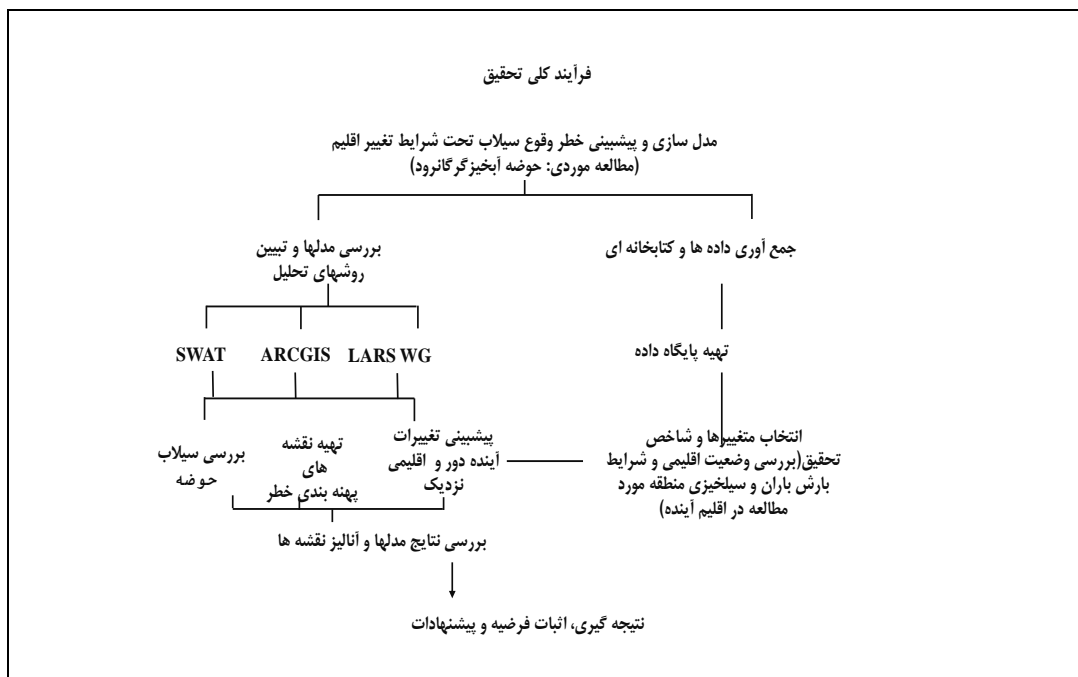 فرآیند کلی تحقیق
مدل سازی و پیشبینی خطر وقوع سیلاب تحت شرایط تغییر اقلیم
(مطالعه موردی: حوضه آبخیزگرگانرود)
جمع آوری داده ها و کتابخانه ای
بررسی مدلها و تبیین
روشهای تحلیل
تهیه پایگاه داده
LARS WG
ARCGIS
SWAT
انتخاب متغییرها و شاخص
تحقیق(بررسی وضعیت اقلیمی و شرایط
بارش باران و سیلخیزی منطقه مورد
مطالعه در اقلیم آینده)
پیشبینی تغییرات
آینده دور و اقلیمی
نزدیک
تهیه نقشه
های
پهنه بندی خطر
بررسی سیلاب
حوضه
بررسی نتایج مدلها و آنالیز نقشه ها
نتیجه گیری، اثبات فرضیه و پیشنهادات